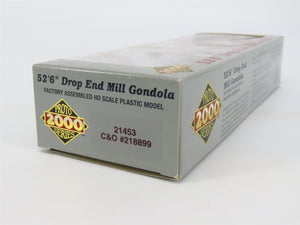 52'6" Drop End Mill Gondola
FACTORY ASSEMBLED HO SCALE PLASTIC MODEL
PROTO
2000
SERIES
21453
C&O #218899
52'6" Drop End
Mill Gondola
PROTO
2000
SERIES